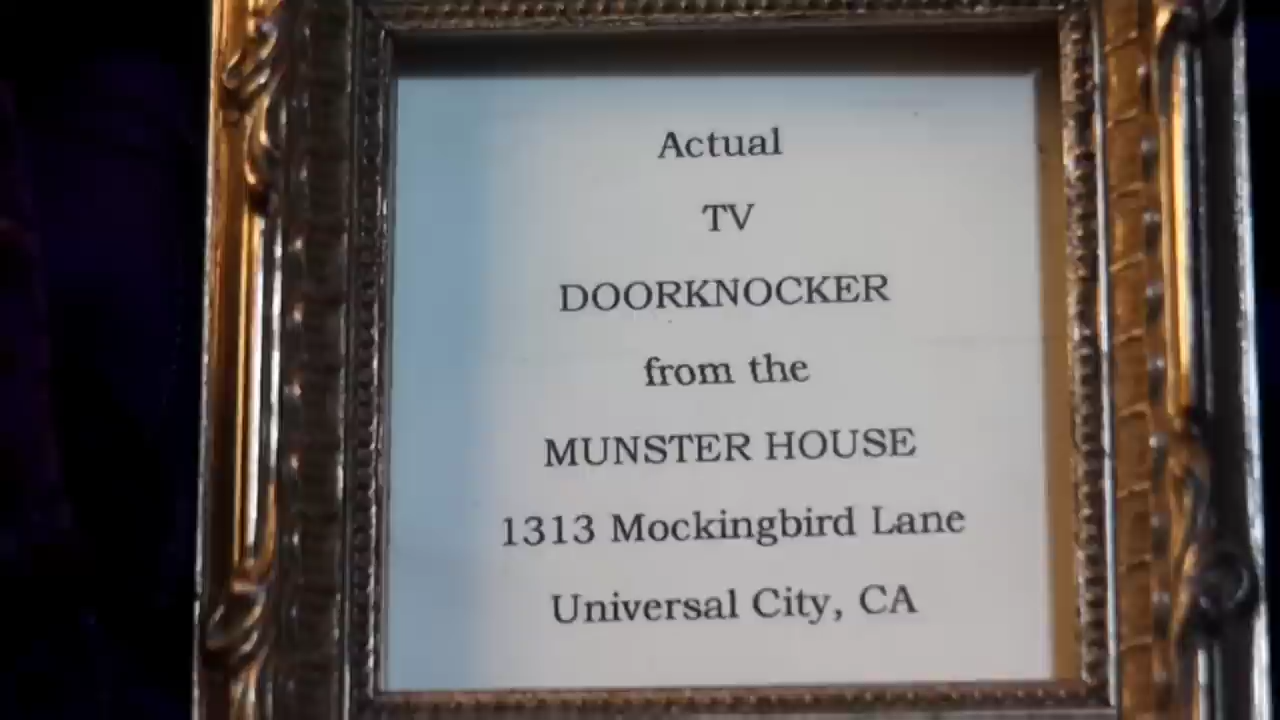 Actual
TV
DOORKNOCKER
from the
MUNSTER HOUSE
1313 Mockingbird Lane
Universal City, CA